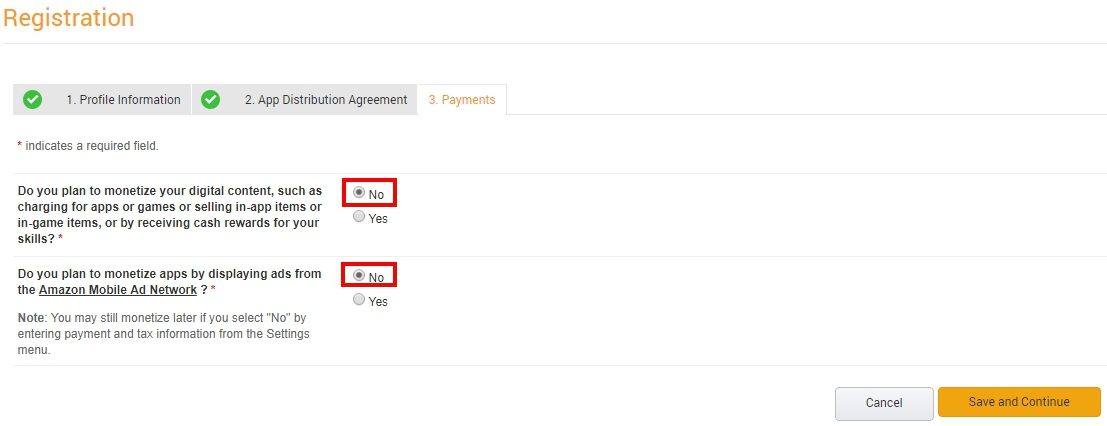 Registration
1. Profile Information
2. App Distribution Agreement
3. Payments
* indicates a required field.
Do you plan to monetize your digital content, such as
charging for apps or games or selling in-app items or
in-game items, or by receiving cash rewards for your
skills? *
No
Yes
Do you plan to monetize apps by displaying ads from
the Amazon Mobile Ad Network ? *
No
Yes
Note: You may still monetize later if you select "No" by
entering payment and tax information from the Settings
menu.
Cancel
Save and Continue